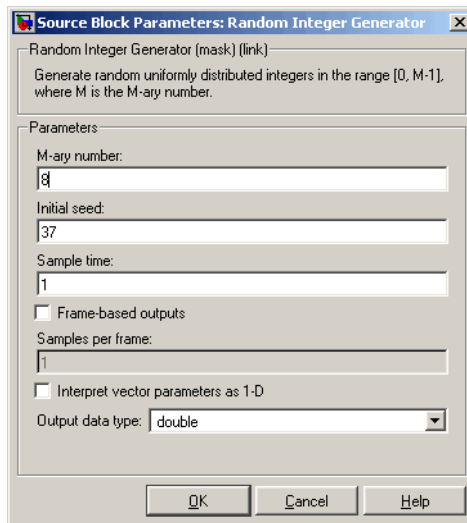 Source Block Parameters: Random Integer Generator
Random Integer Generator (mask) (link)
Generate random uniformly distributed integers in the range [0, M-1],
where M is the M-ary number.
Parameters
M-ary number:
8
Initial seed:
37
Sample time:
1
Frame-based outputs
Samples per frame:
1
Interpret vector parameters as 1-D
Output data type: double
OK Cancel Help